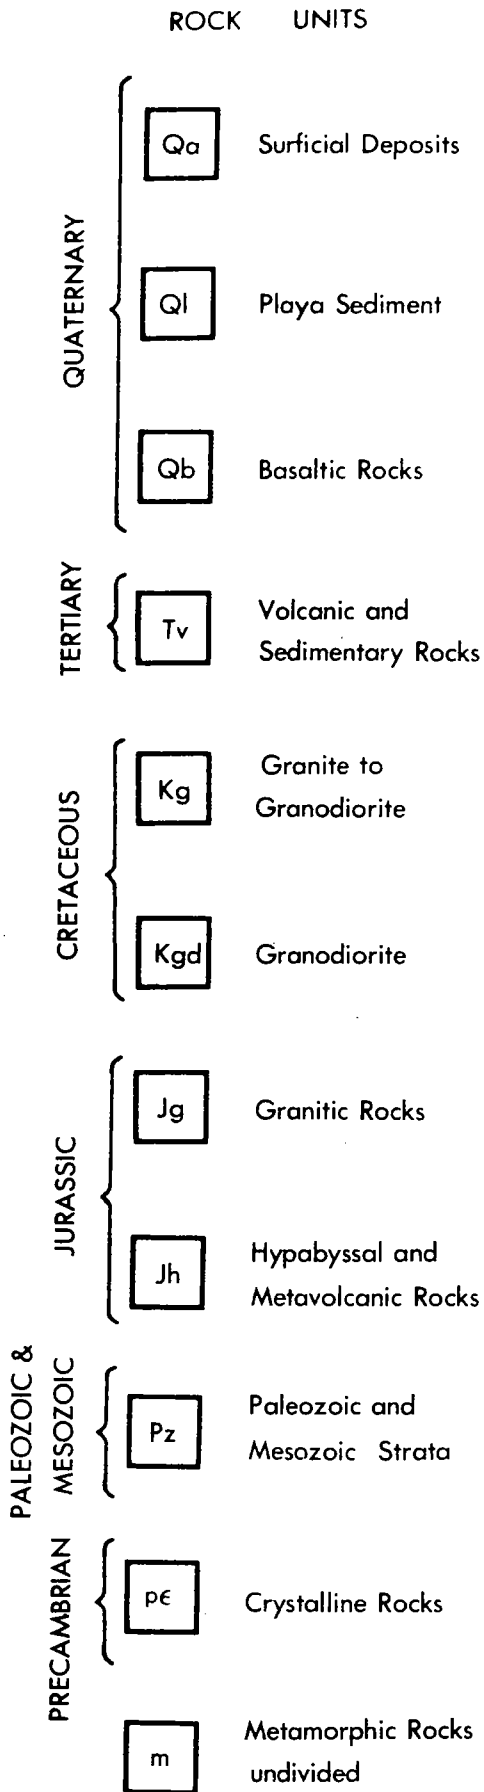 ROCK UNITS
QUATERNARY
Qa Surficial Deposits
Ql Playa Sediment
Qb Basaltic Rocks
TERTIARY
Tv Volcanic and
Sedimentary Rocks
CRETACEOUS
Kg Granite to
Granodiorite
Kgd Granodiorite
JURASSIC
Jg Granitic Rocks
Jh Hypabyssal and
Metavolcanic Rocks
PALEOZOIC &
MESOZOIC
Pz Paleozoic and
Mesozoic Strata
PRECAMBRIAN
pϵ Crystalline Rocks
m Metamorphic Rocks
undivided